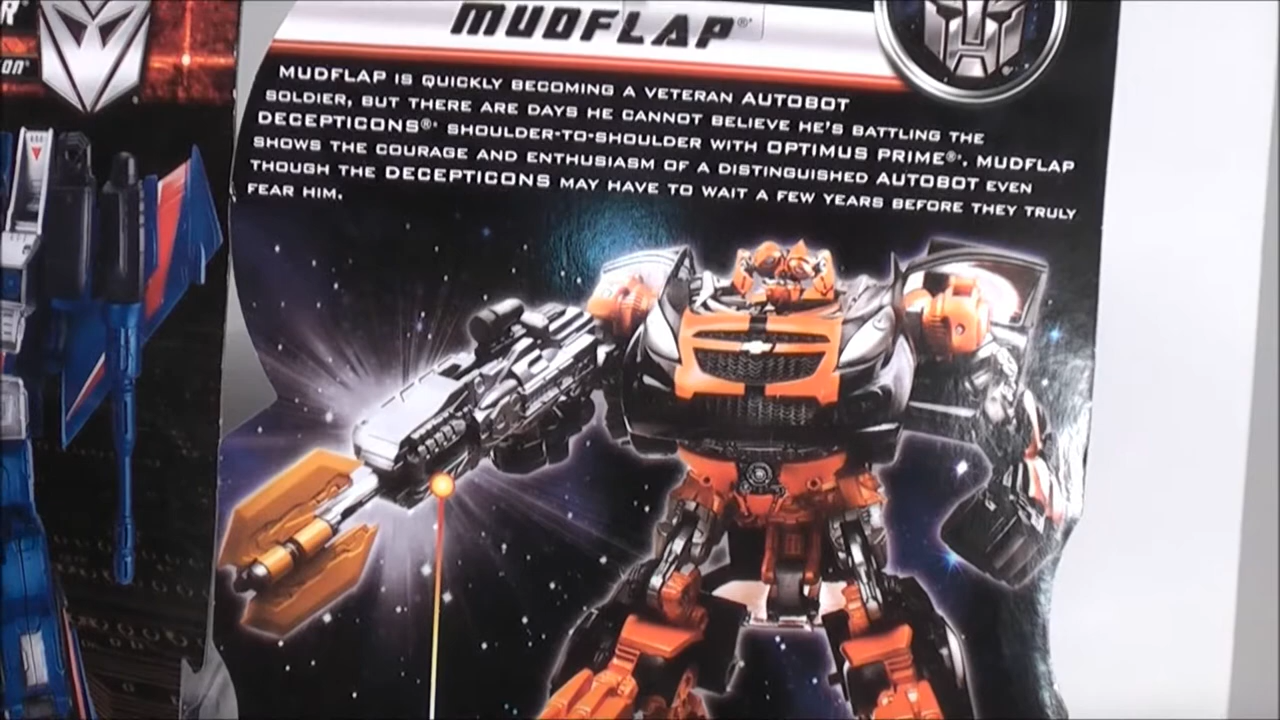 MUDFLAP®
MUDFLAP IS QUICKLY BECOMING A VETERAN AUTOBOT
SOLDIER, BUT THERE ARE DAYS HE CANNOT BELIEVE HE'S BATTLING THE
DECEPTICONS® SHOULDER-TO-SHOULDER WITH OPTIMUS PRIME®. MUDFLAP
SHOWS THE COURAGE AND ENTHUSIASM OF A DISTINGUISHED AUTOBOT EVEN
THOUGH THE DECEPTICONS MAY HAVE TO WAIT A FEW YEARS BEFORE THEY TRULY
FEAR HIM.